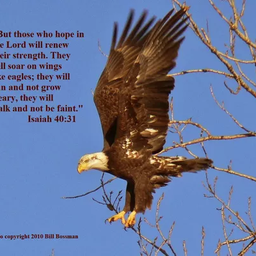 But those who hope in
e Lord will renew
eir strength. They
ll soar on wings
ke eagles; they will
n and not grow
eary, they will
alk and not be faint."
Isaiah 40:31
o copyright 2010 Bill Bossman